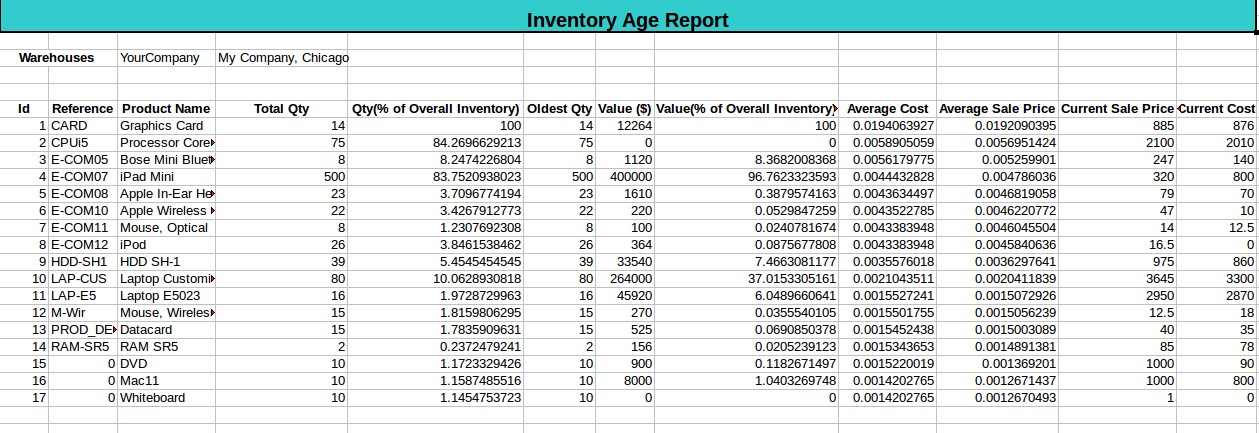 Inventory Age Report
Warehouses YourCompany My Company, Chicago
Id Reference Product Name Total Qty Qty(% of Overall Inventory) Oldest Qty Value ($) Value(% of Overall Inventory) Average Cost Average Sale Price Current Sale Price Current Cost
1 CARD Graphics Card 14 100 14 12264 100 0.0194063927 0.0192090395 885 876
2 CPUi5 Processor Core 75 84.2696629213 75 0 0 0.0058905059 0.0056951424 2100 2010
3 E-COM05 Bose Mini Bluet 8 8.2474226804 8 1120 8.3682008368 0.0056179775 0.005259901 247 140
4 E-COM07 iPad Mini 500 83.7520938023 500 400000 96.7623323593 0.0044432828 0.004786036 320 800
5 E-COM08 Apple In-Ear He 23 3.7096774194 23 1610 0.3879574163 0.0043634497 0.0046819058 79 70
6 E-COM10 Apple Wireless 22 3.4267912773 22 220 0.0529847259 0.0043522785 0.0046220772 47 10
7 E-COM11 Mouse, Optical 8 1.2307692308 8 100 0.0240781674 0.0043383948 0.0046045504 14 12.5
8 E-COM12 iPod 26 3.8461538462 26 364 0.0875677808 0.0043383948 0.0045840636 16.5 0
9 HDD-SH1 HDD SH-1 39 5.4545454545 39 33540 7.4663081177 0.0035576018 0.0036297641 975 860
10 LAP-CUS Laptop Customi 80 10.0628930818 80 264000 37.0153305161 0.0021043511 0.0020411839 3645 3300
11 LAP-E5 Laptop E5023 16 1.9728729963 16 45920 6.0489660641 0.0015527241 0.0015072926 2950 2870
12 M-Wir Mouse, Wireles 15 1.8159806295 15 270 0.0355540105 0.0015501755 0.0015056239 12.5 18
13 PROD_DE Datacard 15 1.7835909631 15 525 0.0690850378 0.0015452438 0.0015003089 40 35
14 RAM-SR5 RAM SR5 2 0.2372479241 2 156 0.0205239123 0.0015343653 0.0014891381 85 78
15 0 DVD 10 1.1723329426 10 900 0.1182671497 0.0015220019 0.001369201 1000 90
16 0 Mac11 10 1.1587485516 10 8000 1.0403269748 0.0014202765 0.0012671437 1000 800
17 0 Whiteboard 10 1.1454753723 10 0 0 0.0014202765 0.0012670493 1 0